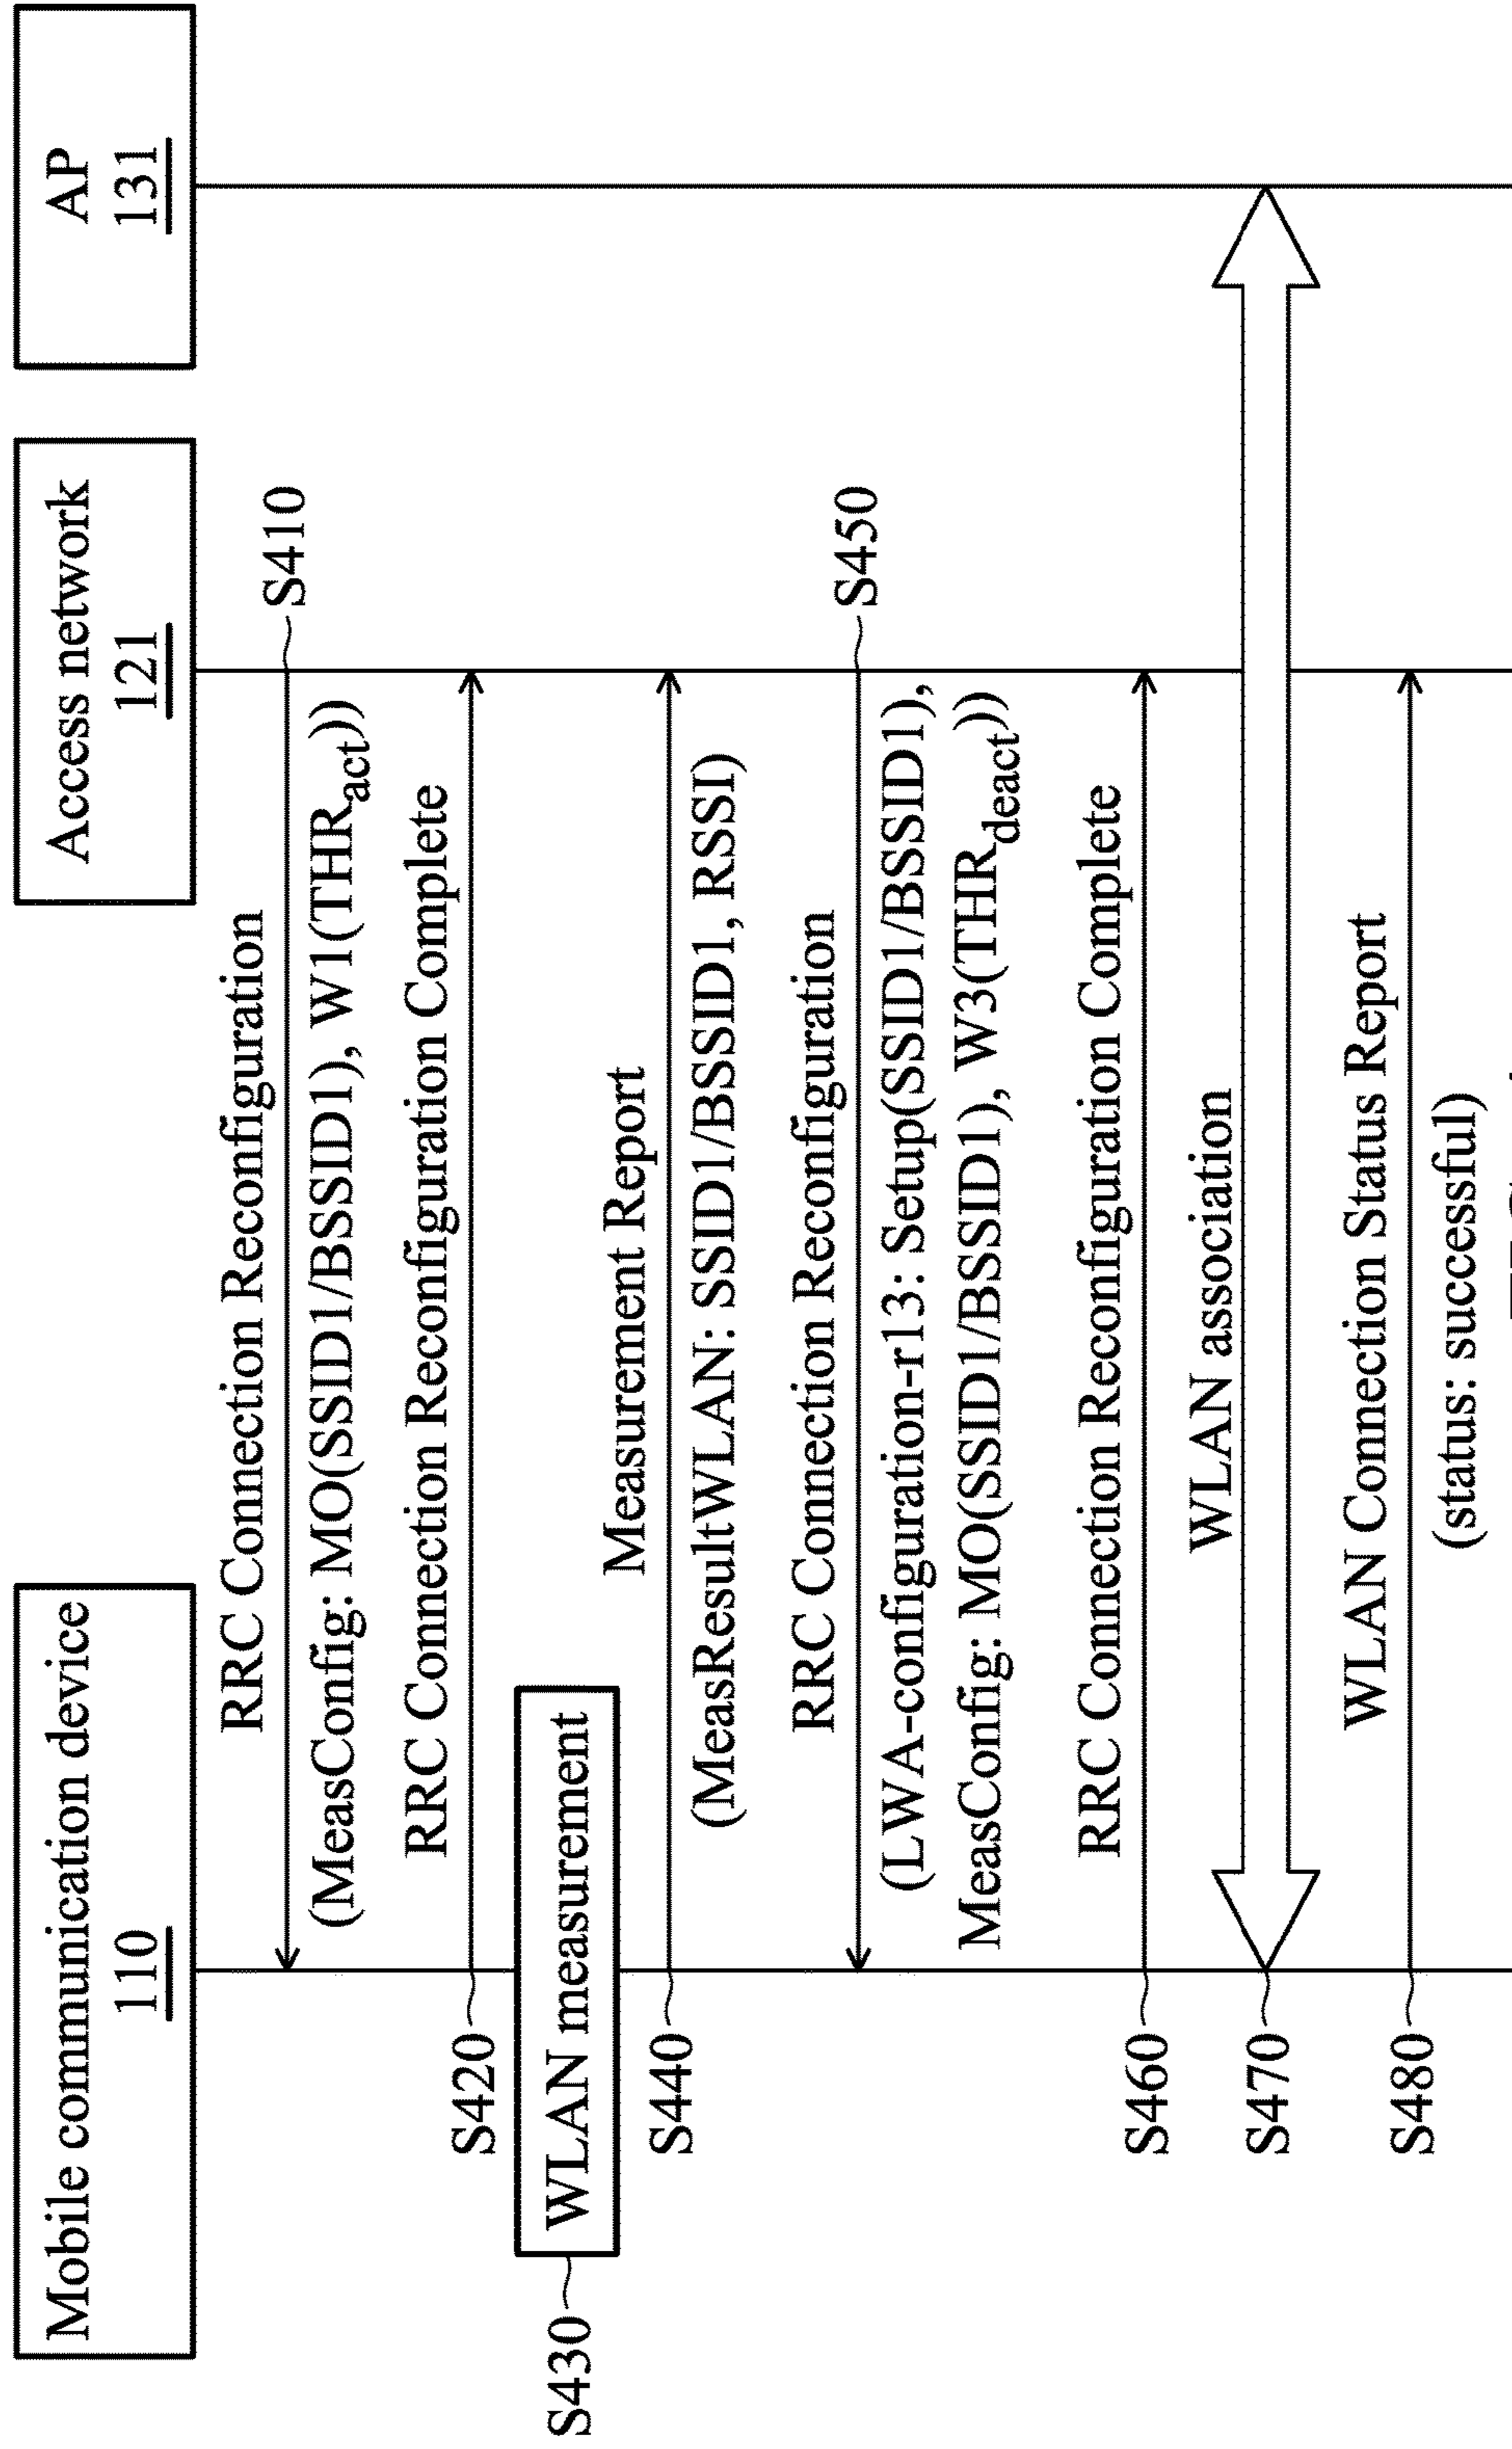 Mobile communication device
110
Access network
121
AP
131
RRC Connection Reconfiguration
S410
(MeasConfig: MO(SSID1/BSSID1), W1(THRact))
RRC Connection Reconfiguration Complete
S420
S430
WLAN measurement
Measurement Report
S440
(MeasResultWLAN: SSID1/BSSID1, RSSI)
RRC Connection Reconfiguration
S450
(LWA-configuration-r13: Setup(SSID1/BSSID1),
MeasConfig: MO(SSID1/BSSID1), W3(THRdeact))
RRC Connection Reconfiguration Complete
S460
WLAN association
S470
WLAN Connection Status Report
S480
(status: successful)